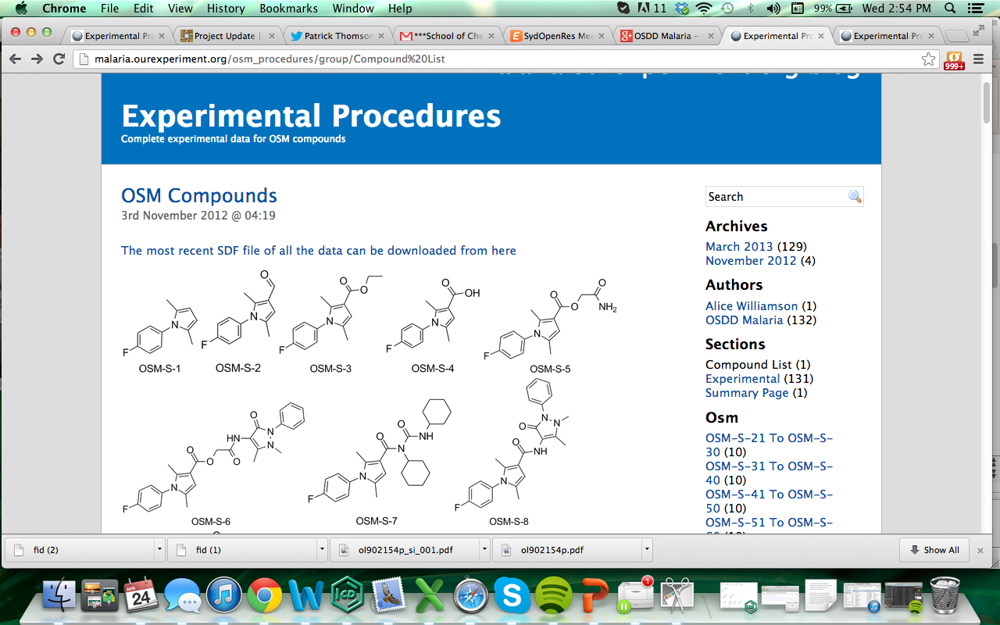 Chrome File Edit View History Bookmarks Window Help 11 99% Wed 2:54 PM
Experimental Pr Project Update | Patrick Thomson ***School of Che SydOpenRes Me OSDD Malaria – Experimental Pro Experimental Pro
malaria.ourexperiment.org/osm_procedures/group/Compound%20List
999+
Experimental Procedures
Complete experimental data for OSM compounds
OSM Compounds
3rd November 2012 @ 04:19
The most recent SDF file of all the data can be downloaded from here
F N OSM-S-1
F N O OSM-S-2
F N O O OSM-S-3
F N O OH OSM-S-4
F N O O O NH2 OSM-S-5
F N O O O HN O N N OSM-S-6
F N O N O NH OSM-S-7
F N O NH O N N OSM-S-8
Search
Archives
March 2013 (129)
November 2012 (4)
Authors
Alice Williamson (1)
OSDD Malaria (132)
Sections
Compound List (1)
Experimental (131)
Summary Page (1)
Osm
OSM-S-21 To OSM-S-
30 (10)
OSM-S-31 To OSM-S-
40 (10)
OSM-S-41 To OSM-S-
50 (10)
OSM-S-51 To OSM-S-
fid (2) fid (1) ol902154p_si_001.pdf ol902154p.pdf Show All
APR
24
ICD
1